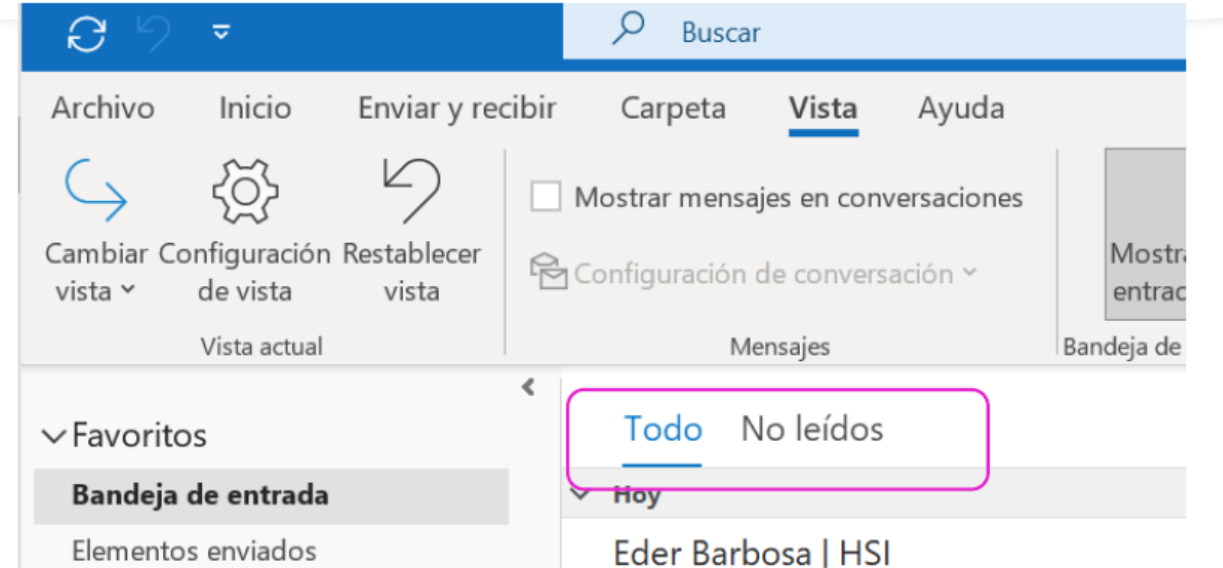 Buscar
Archivo Inicio Enviar y recibir Carpeta Vista Ayuda
Cambiar vista
Configuración de vista
Restablecer vista
Vista actual
Mostrar mensajes en conversaciones
Configuración de conversación
Mensajes
Bandeja de
Favoritos
Bandeja de entrada
Elementos enviados
Todo No leídos
Hoy
Eder Barbosa | HSI